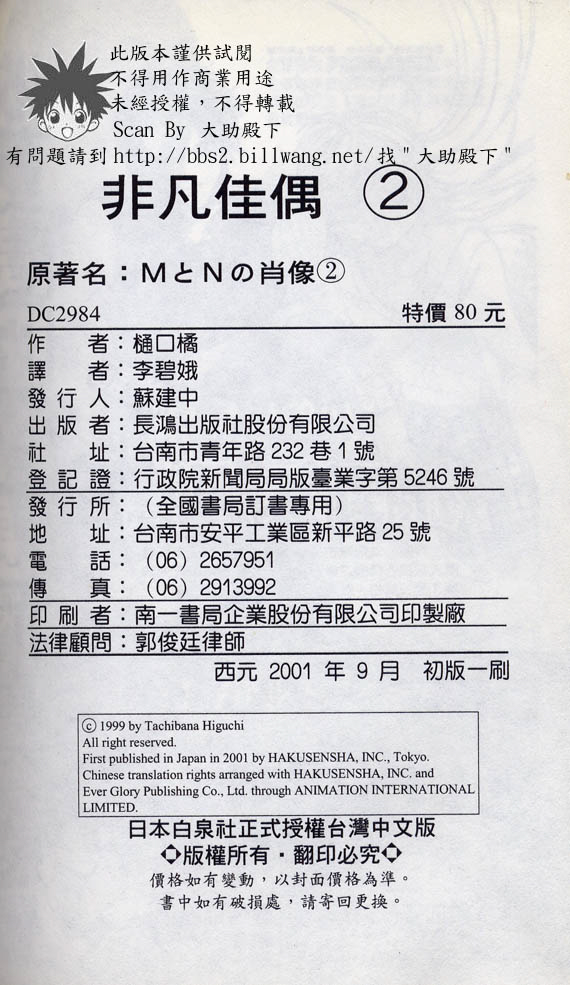 此版本謹供試閱
不得用作商業用途
未經授權，不得轉載
Scan By 大助殿下
有問題請到 http://bbs2.billwang.net/ 找 " 大助殿下 "
非凡佳偶 ②
原著名：MとNの肖像②
DC2984 特價 80 元
作者：樋口橘
譯者：李碧娥
發行人：蘇建中
出版者：長鴻出版社股份有限公司
社址：台南市青年路 232 巷 1 號
登記證：行政院新聞局局版臺業字第 5246 號
發行所：（全國書局訂書專用）
地址：台南市安平工業區新平路 25 號
電話：（06）2657951
傳真：（06）2913992
印刷者：南一書局企業股份有限公司印製廠
法律顧問：郭俊廷律師
西元 2001 年 9 月 初版一刷
© 1999 by Tachibana Higuchi
All right reserved.
First published in Japan in 2001 by HAKUSENSHA, INC., Tokyo.
Chinese translation rights arranged with HAKUSENSHA, INC. and
Ever Glory Publishing Co., Ltd. through ANIMATION INTERNATIONAL
LIMITED.
日本白泉社正式授權台灣中文版
◇版權所有・翻印必究◇
價格如有變動，以封面價格為準。
書中如有破損處，請寄回更換。